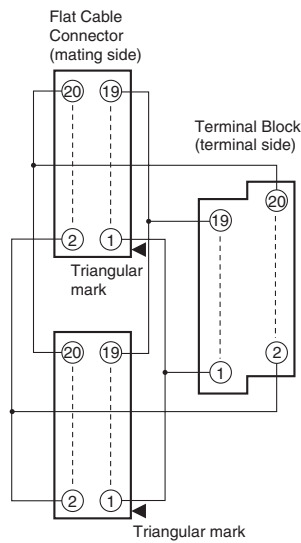 Flat Cable
Connector
(mating side)
20 19
Terminal Block
(terminal side)
20
19
2 1
Triangular
mark
20 19
2
1
2 1
Triangular mark